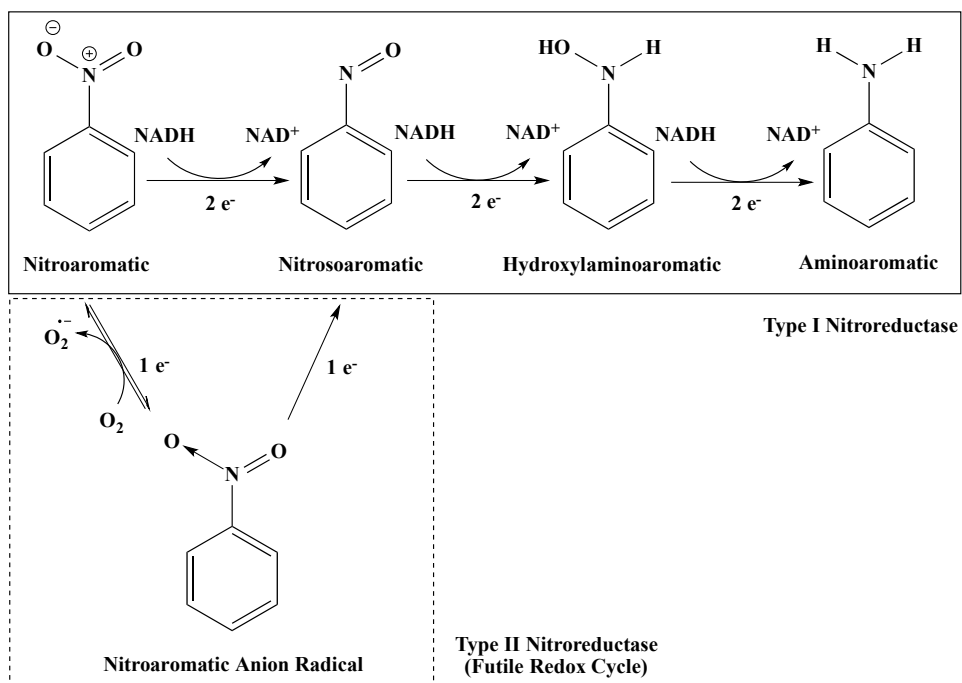 ⊖
O O
⊕
N
O
N
HO H
N
H H
N
NADH NAD⁺ NADH NAD⁺ NADH NAD⁺
2 e⁻ 2 e⁻ 2 e⁻
Nitroaromatic Nitrosoaromatic Hydroxylaminoaromatic Aminoaromatic
Type I Nitroreductase
O₂·⁻
1 e⁻ 1 e⁻
O₂
O O
N
Type II Nitroreductase
(Futile Redox Cycle)
Nitroaromatic Anion Radical